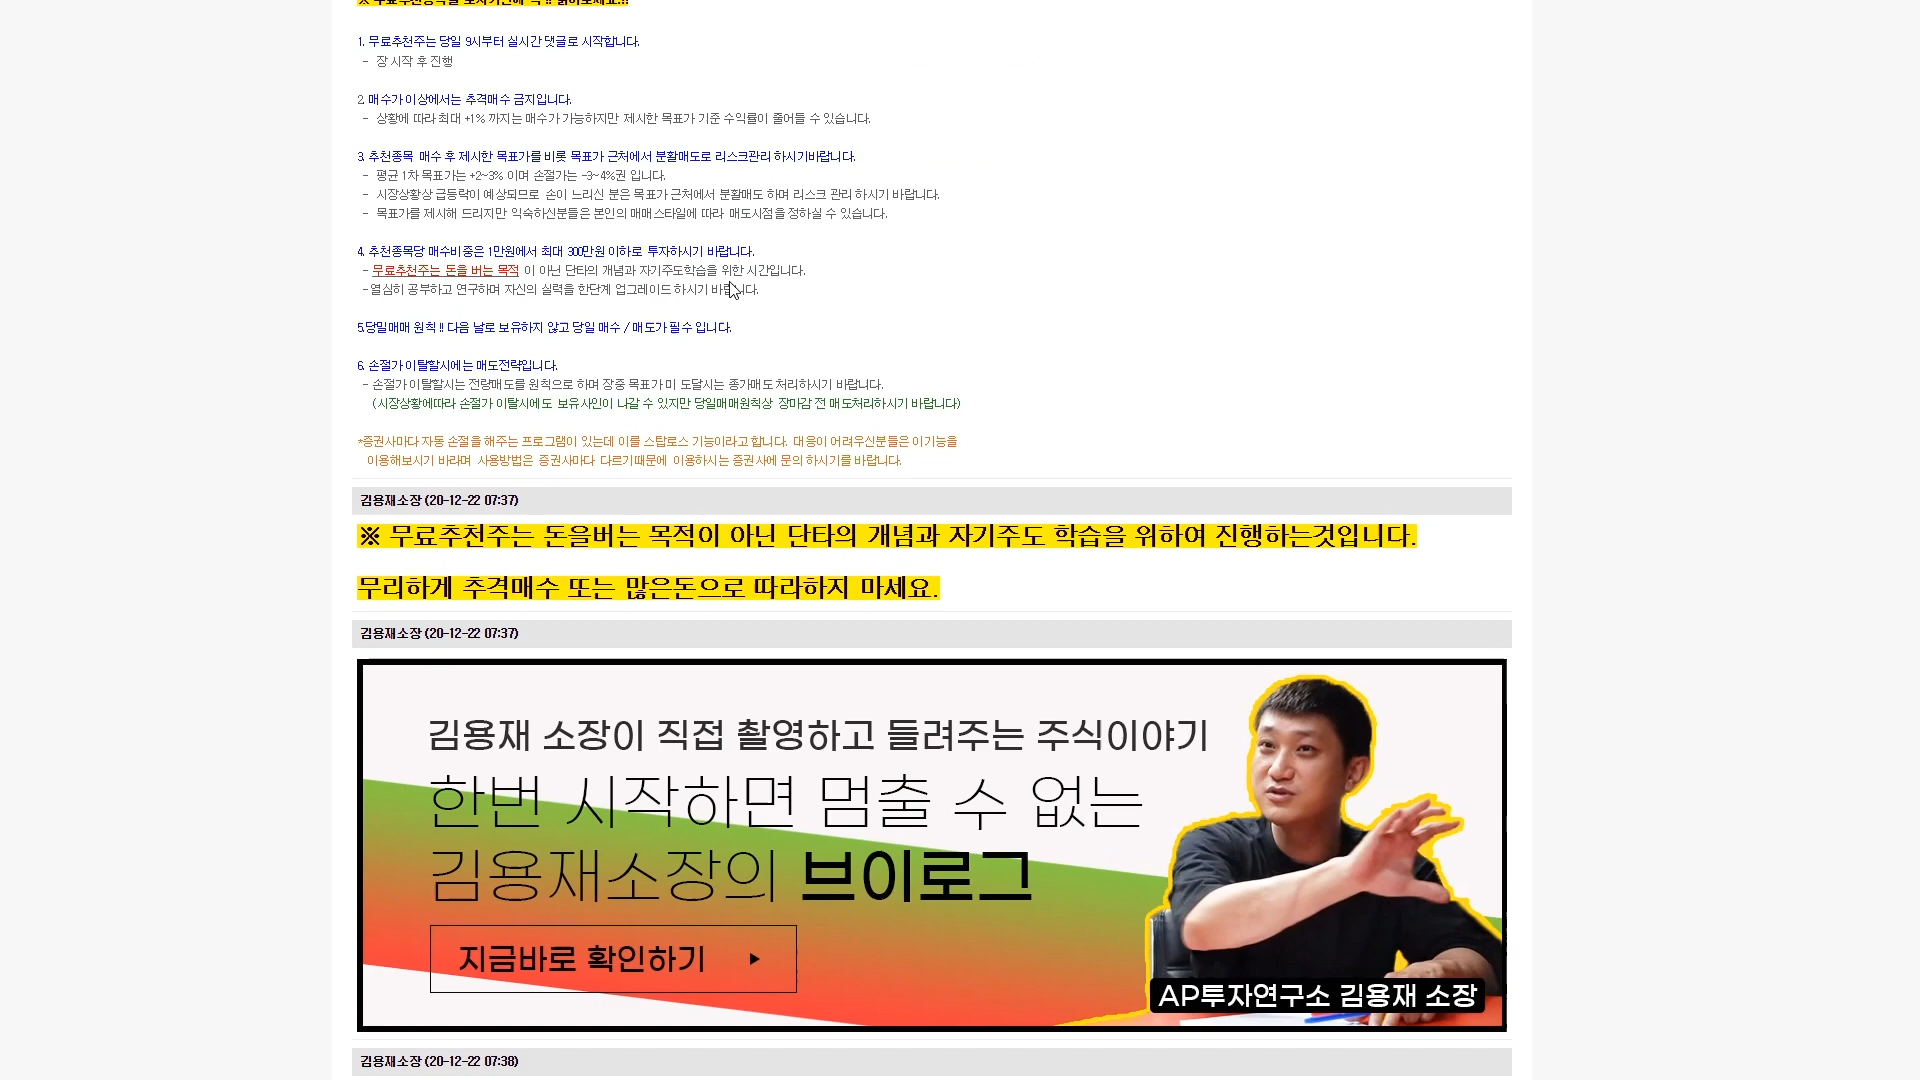 1. 무료추천주는 당일 9시부터 실시간 댓글로 시작합니다.
- 장 시작 후 진행
2. 매수가 이상에서는 추격매수 금지입니다.
- 상황에 따라 최대 +1% 까지는 매수가 가능하지만 제시한 목표가 기준 수익률이 줄어들 수 있습니다.
3. 추천종목 매수 후 제시한 목표가를 비롯 목표가 근처에서 분활매도로 리스크관리 하시기바랍니다.
- 평균 1차 목표가는 +2~3% 이며 손절가는 -3~4%권 입니다.
- 시장상황상 급등락이 예상되므로 손이 느리신 분은 목표가 근처에서 분활매도 하며 리스크 관리 하시기 바랍니다.
- 목표가를 제시해 드리지만 익숙하신분들은 본인의 매매스타일에 따라 매도시점을 정하실 수 있습니다.
4. 추천종목당 매수비중은 1만원에서 최대 300만원 이하로 투자하시기 바랍니다.
- 무료추천주는 돈을 버는 목적 이 아닌 단타의 개념과 자기주도학습을 위한 시간입니다.
- 열심히 공부하고 연구하며 자신의 실력을 한단계 업그레이드 하시기 바랍니다.
5.당밀매매 원칙 !! 다음 날로 보유하지 않고 당일 매수 / 매도가 필수 입니다.
6. 손절가 이탈할시에는 매도전략입니다.
- 손절가 이탈할시는 전량매도를 원칙으로 하며 장중 목표가 미 도달시는 종가매도 처리하시기 바랍니다.
(시장상황에따라 손절가 이탈시에도 보유사인이 나갈 수 있지만 당일매매원칙상 장마감 전 매도처리하시기 바랍니다)
*증권사마다 자동 손절을 해주는 프로그램이 있는데 이를 스탑로스 기능이라고 합니다. 대응이 어려우신분들은 이기능을
이용해보시기 바라며 사용방법은 증권사마다 다르기때문에 이용하시는 증권사에 문의 하시기를 바랍니다.
김용재소장 (20-12-22 07:37)
※ 무료추천주는 돈을버는 목적이 아닌 단타의 개념과 자기주도 학습을 위하여 진행하는것입니다.
무리하게 추격매수 또는 많은돈으로 따라하지 마세요.
김용재소장 (20-12-22 07:37)
김용재 소장이 직접 촬영하고 들려주는 주식이야기
한번 시작하면 멈출 수 없는
김용재소장의 브이로그
지금바로 확인하기 ▶
AP투자연구소 김용재 소장
김용재소장 (20-12-22 07:38)